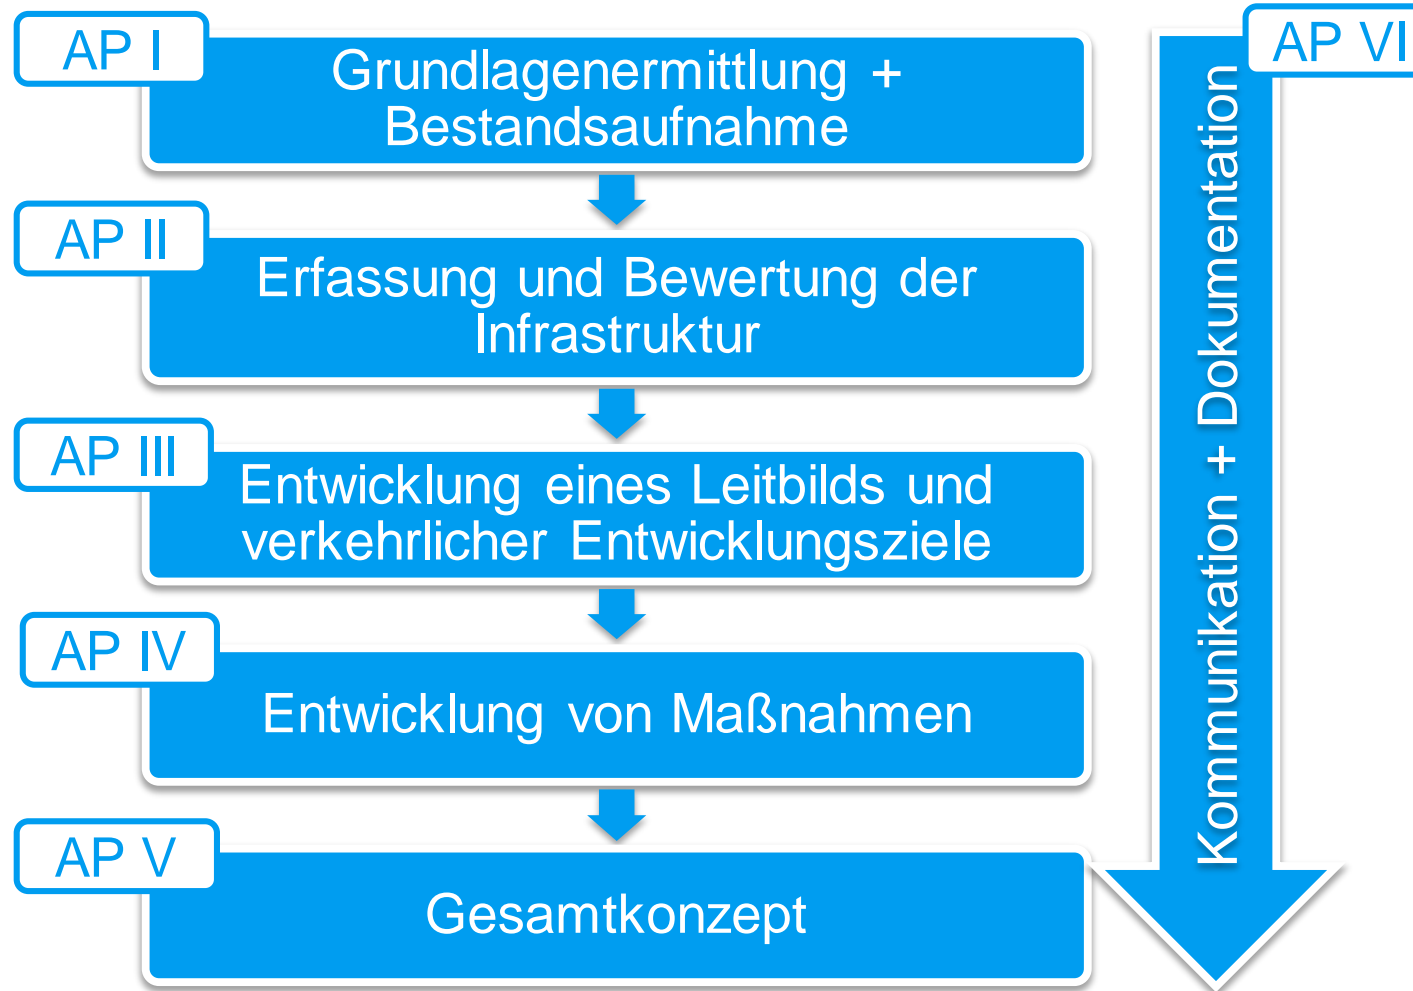 AP I
Grundlagenermittlung +
Bestandsaufnahme
AP II
Erfassung und Bewertung der
Infrastruktur
AP III
Entwicklung eines Leitbilds und
verkehrlicher Entwicklungsziele
AP IV
Entwicklung von Maßnahmen
AP V
Gesamtkonzept
AP VI
Kommunikation + Dokumentation